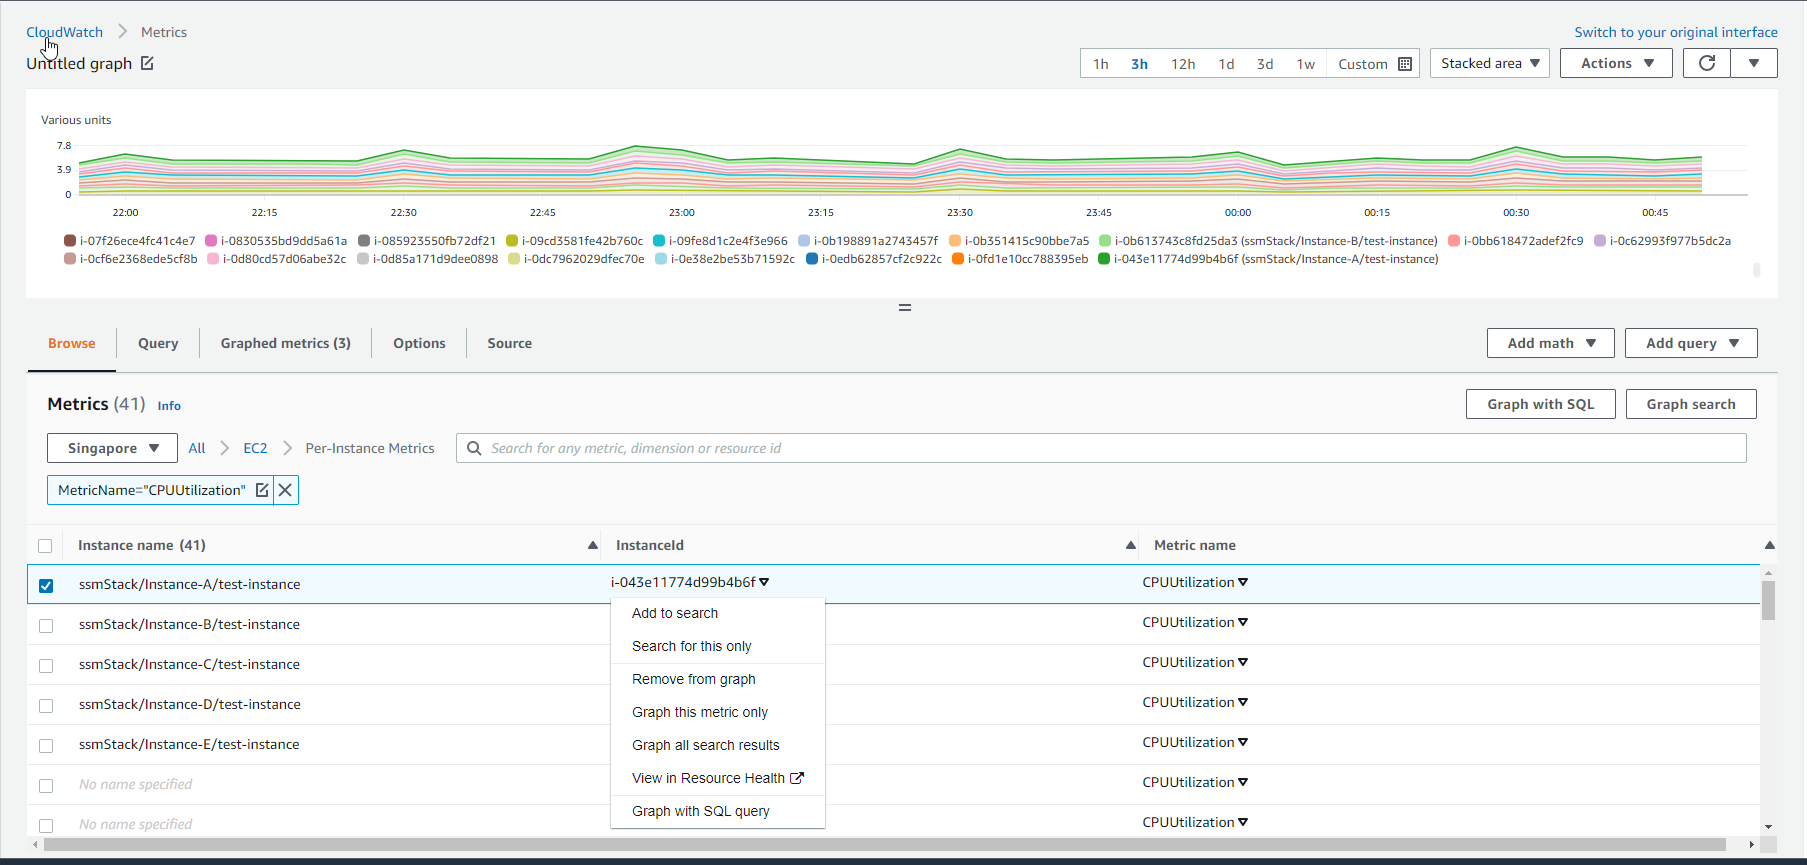 CloudWatch Metrics Switch to your original interface
Untitled graph 1h 3h 12h 1d 3d 1w Custom Stacked area Actions
Various units
7.8
3.9
0
22:00 22:15 22:30 22:45 23:00 23:15 23:30 23:45 00:00 00:15 00:30 00:45
i-07f26ece4fc41c4e7 i-0830535bd9dd5a61a i-085923550fb72df21 i-09cd3581fe42b760c i-09fe8d1c2e4f3e966 i-0b198891a2743457f i-0b351415c90bbe7a5 i-0b613743c8fd25da3 (ssmStack/Instance-B/test-instance) i-0bb618472adef2fc9 i-0c62993f977b5dc2a
i-0cf6e2368ede5cf8b i-0d80cd57d06abe32c i-0d85a171d9dee0898 i-0dc7962029dfec70e i-0e38e2be53b71592c i-0edb62857cf2c922c i-0fd1e10cc788395eb i-043e11774d99b4b6f (ssmStack/Instance-A/test-instance)
Browse Query Graphed metrics (3) Options Source Add math Add query
Metrics (41) Info Graph with SQL Graph search
Singapore All EC2 Per-Instance Metrics Search for any metric, dimension or resource id
MetricName="CPUUtilization"
Instance name (41) InstanceId Metric name
ssmStack/Instance-A/test-instance i-043e11774d99b4b6f CPUUtilization
Add to search
ssmStack/Instance-B/test-instance CPUUtilization
Search for this only
ssmStack/Instance-C/test-instance CPUUtilization
Remove from graph
ssmStack/Instance-D/test-instance CPUUtilization
Graph this metric only
ssmStack/Instance-E/test-instance CPUUtilization
Graph all search results
View in Resource Health
No name specified CPUUtilization
Graph with SQL query
No name specified CPUUtilization